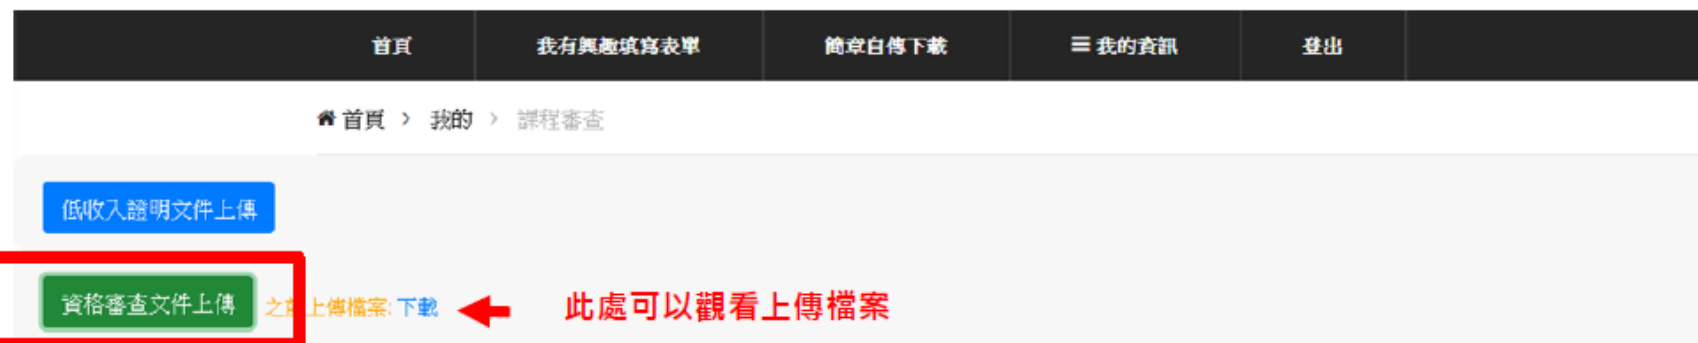 首頁 我有興趣填寫表單 簡章自傳下載 ☰ 我的資訊 登出
首頁 > 我的 > 課程審查
低收入證明文件上傳
資格審查文件上傳 之前上傳檔案: 下載 此處可以觀看上傳檔案